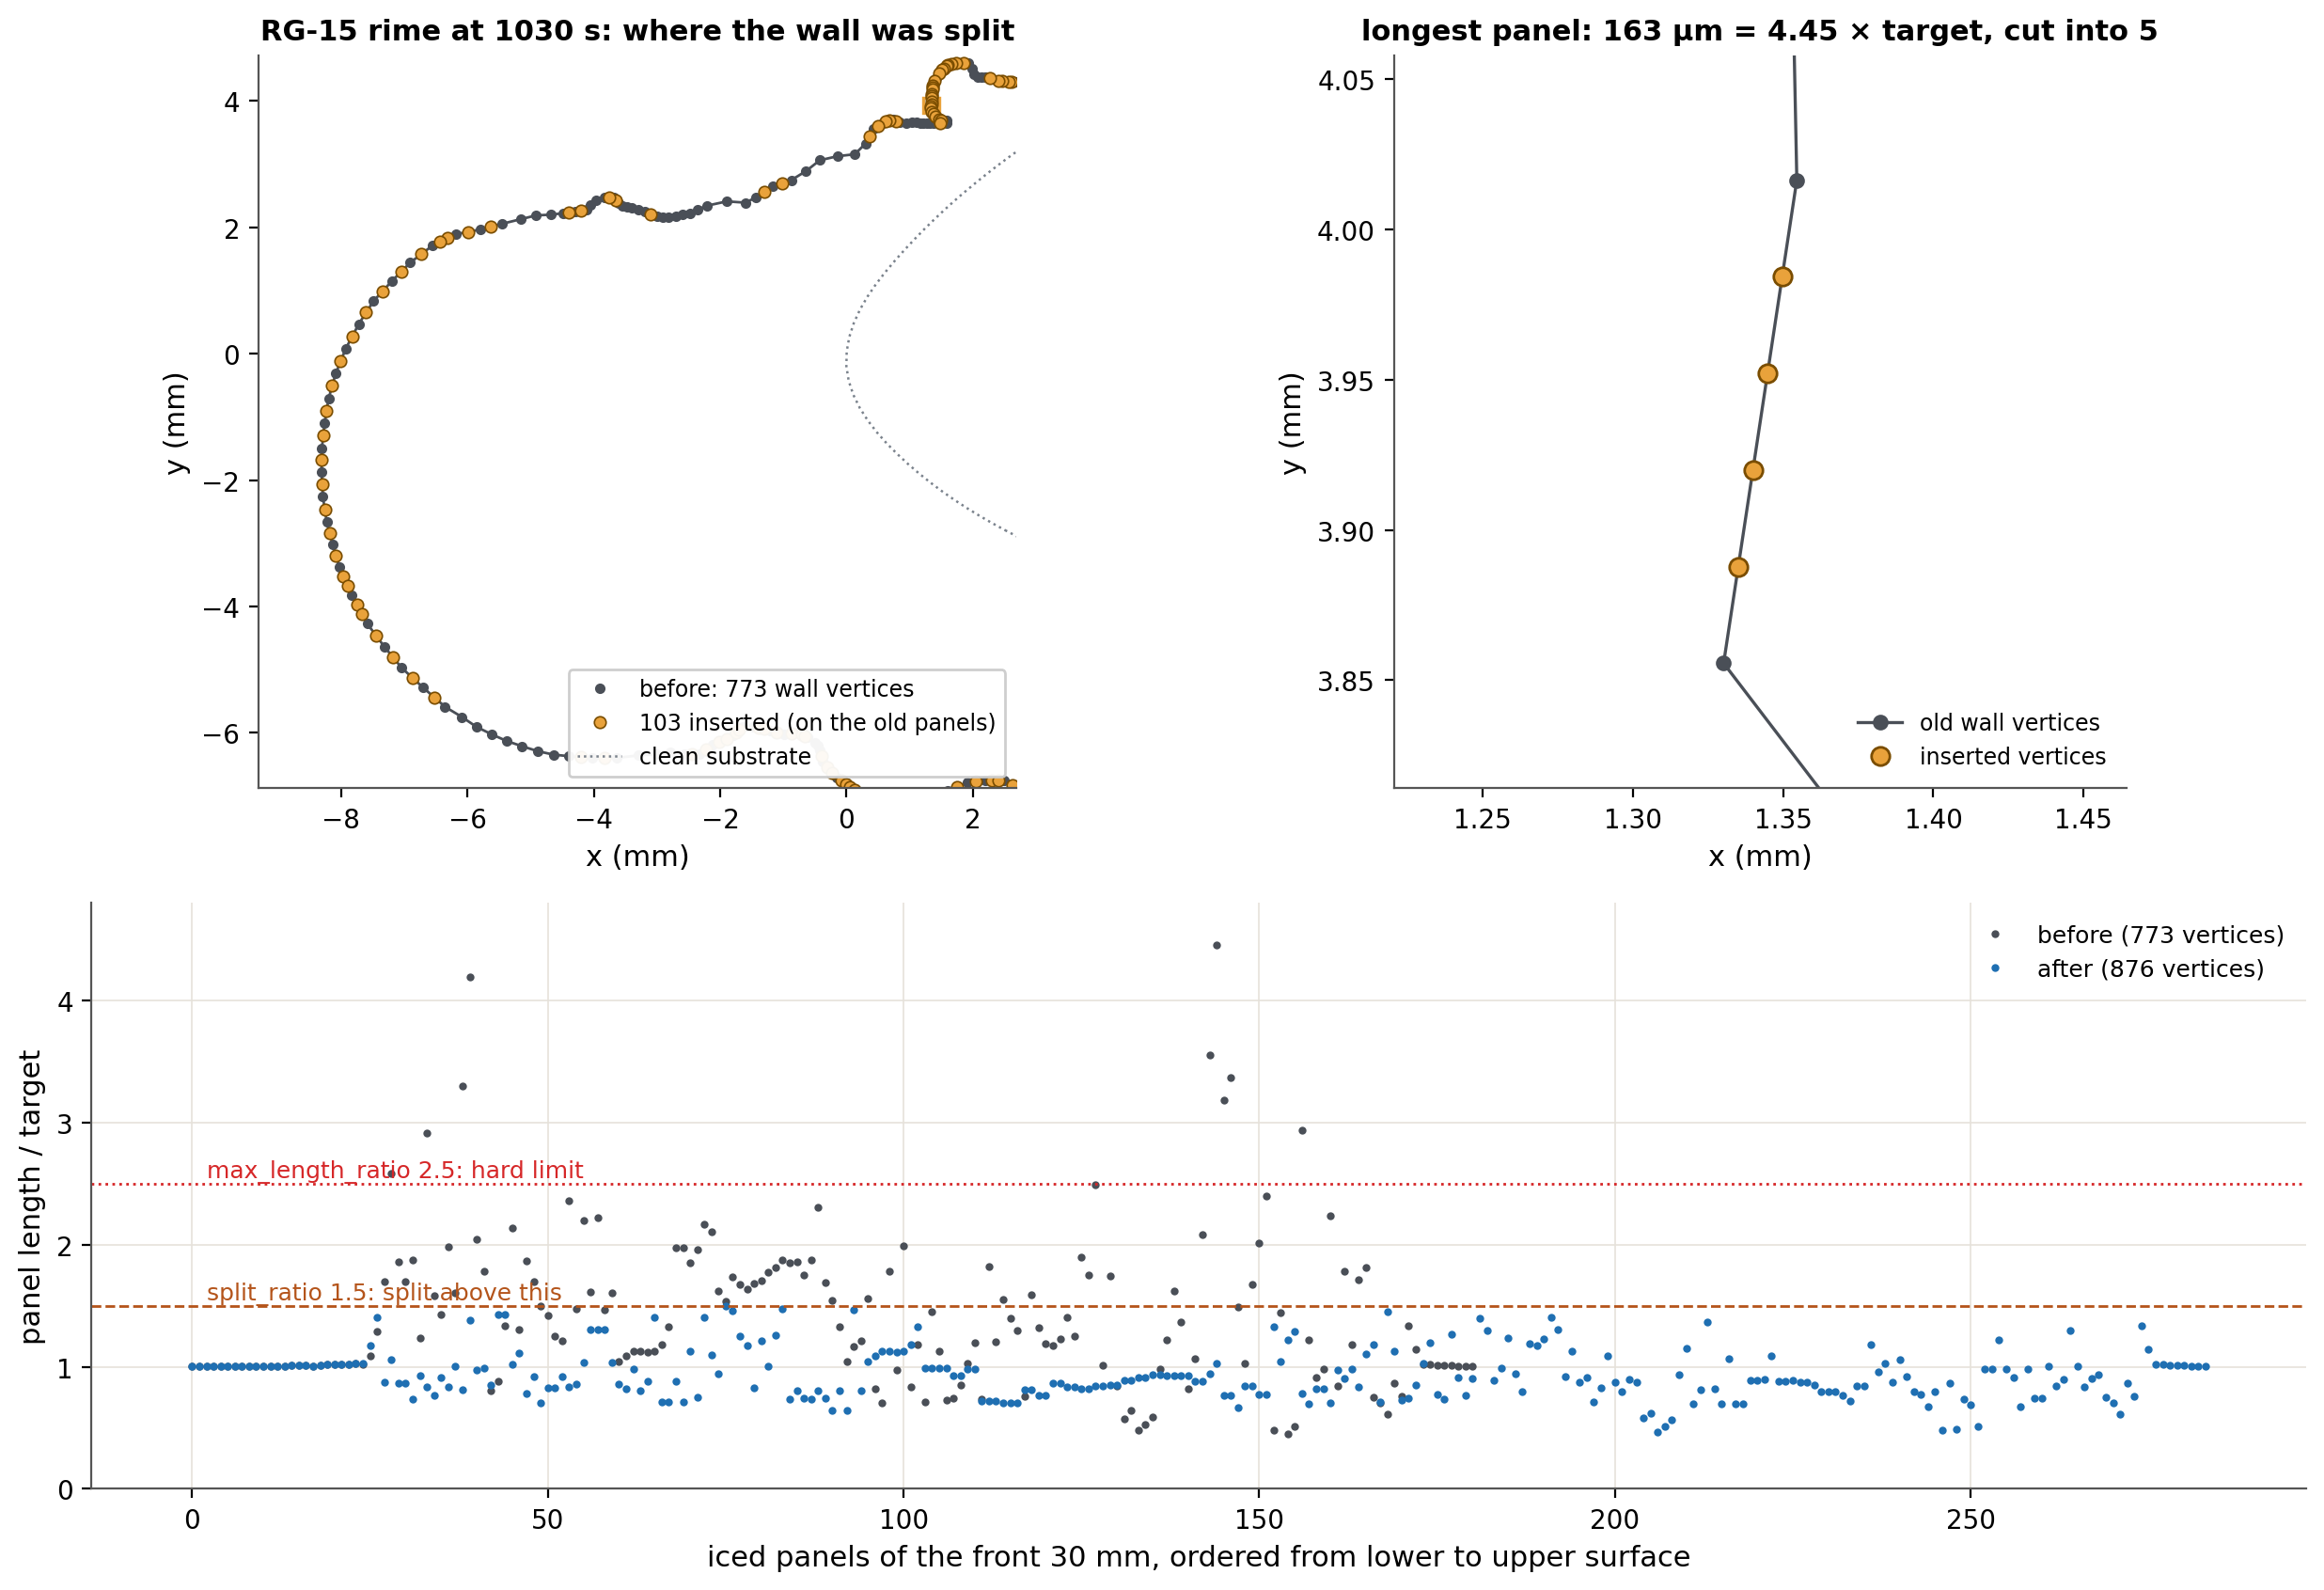 RG-15 rime at 1030 s: where the wall was split
4
2
0
−2
−4
−6
y (mm)
before: 773 wall vertices
103 inserted (on the old panels)
clean substrate
−8
−6
−4
−2
0
2
x (mm)
longest panel: 163 µm = 4.45 × target, cut into 5
4.05
4.00
3.95
3.90
3.85
y (mm)
old wall vertices
inserted vertices
1.25
1.30
1.35
1.40
1.45
x (mm)
before (773 vertices)
after (876 vertices)
4
3
2
1
0
panel length / target
max_length_ratio 2.5: hard limit
split_ratio 1.5: split above this
0
50
100
150
200
250
iced panels of the front 30 mm, ordered from lower to upper surface